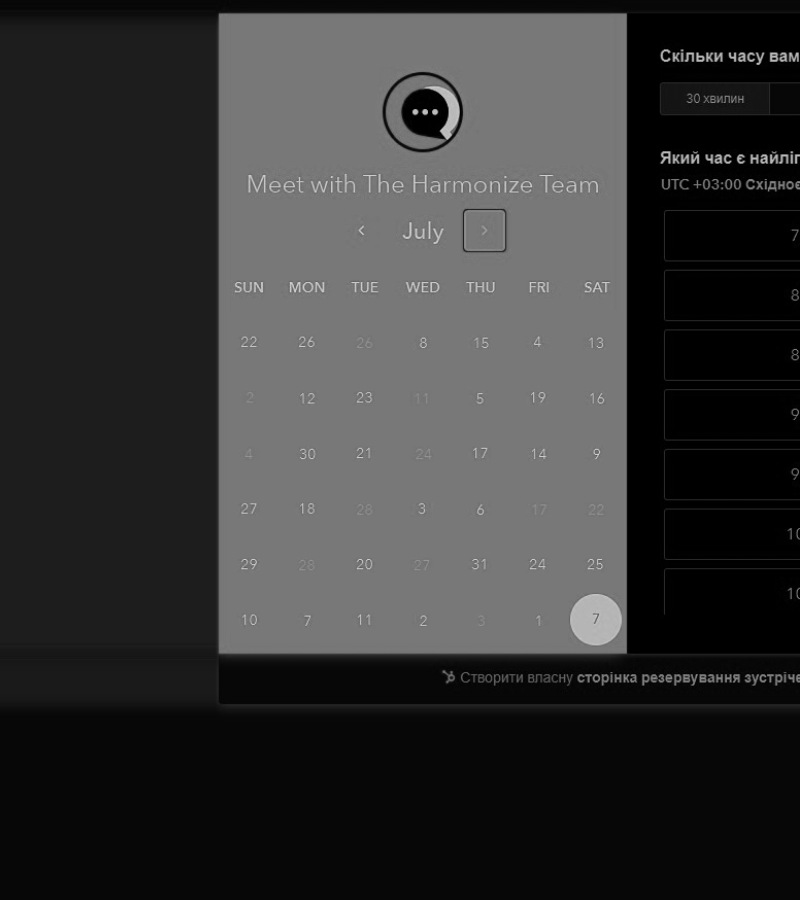 Скільки часу вам
30 хвилин
Meet with The Harmonize Team
Який час є найліп
UTC +03:00 Східноє
July
7
SUN MON TUE WED THU FRI SAT
8
22 26 26 8 15 4 13
8
2 12 23 11 5 19 16
9
4 30 21 24 17 14 9
9
27 18 28 3 6 17 22
10
29 28 20 27 31 24 25
10
10 7 11 2 3 1 7
Створити власну сторінка резервування зустріче